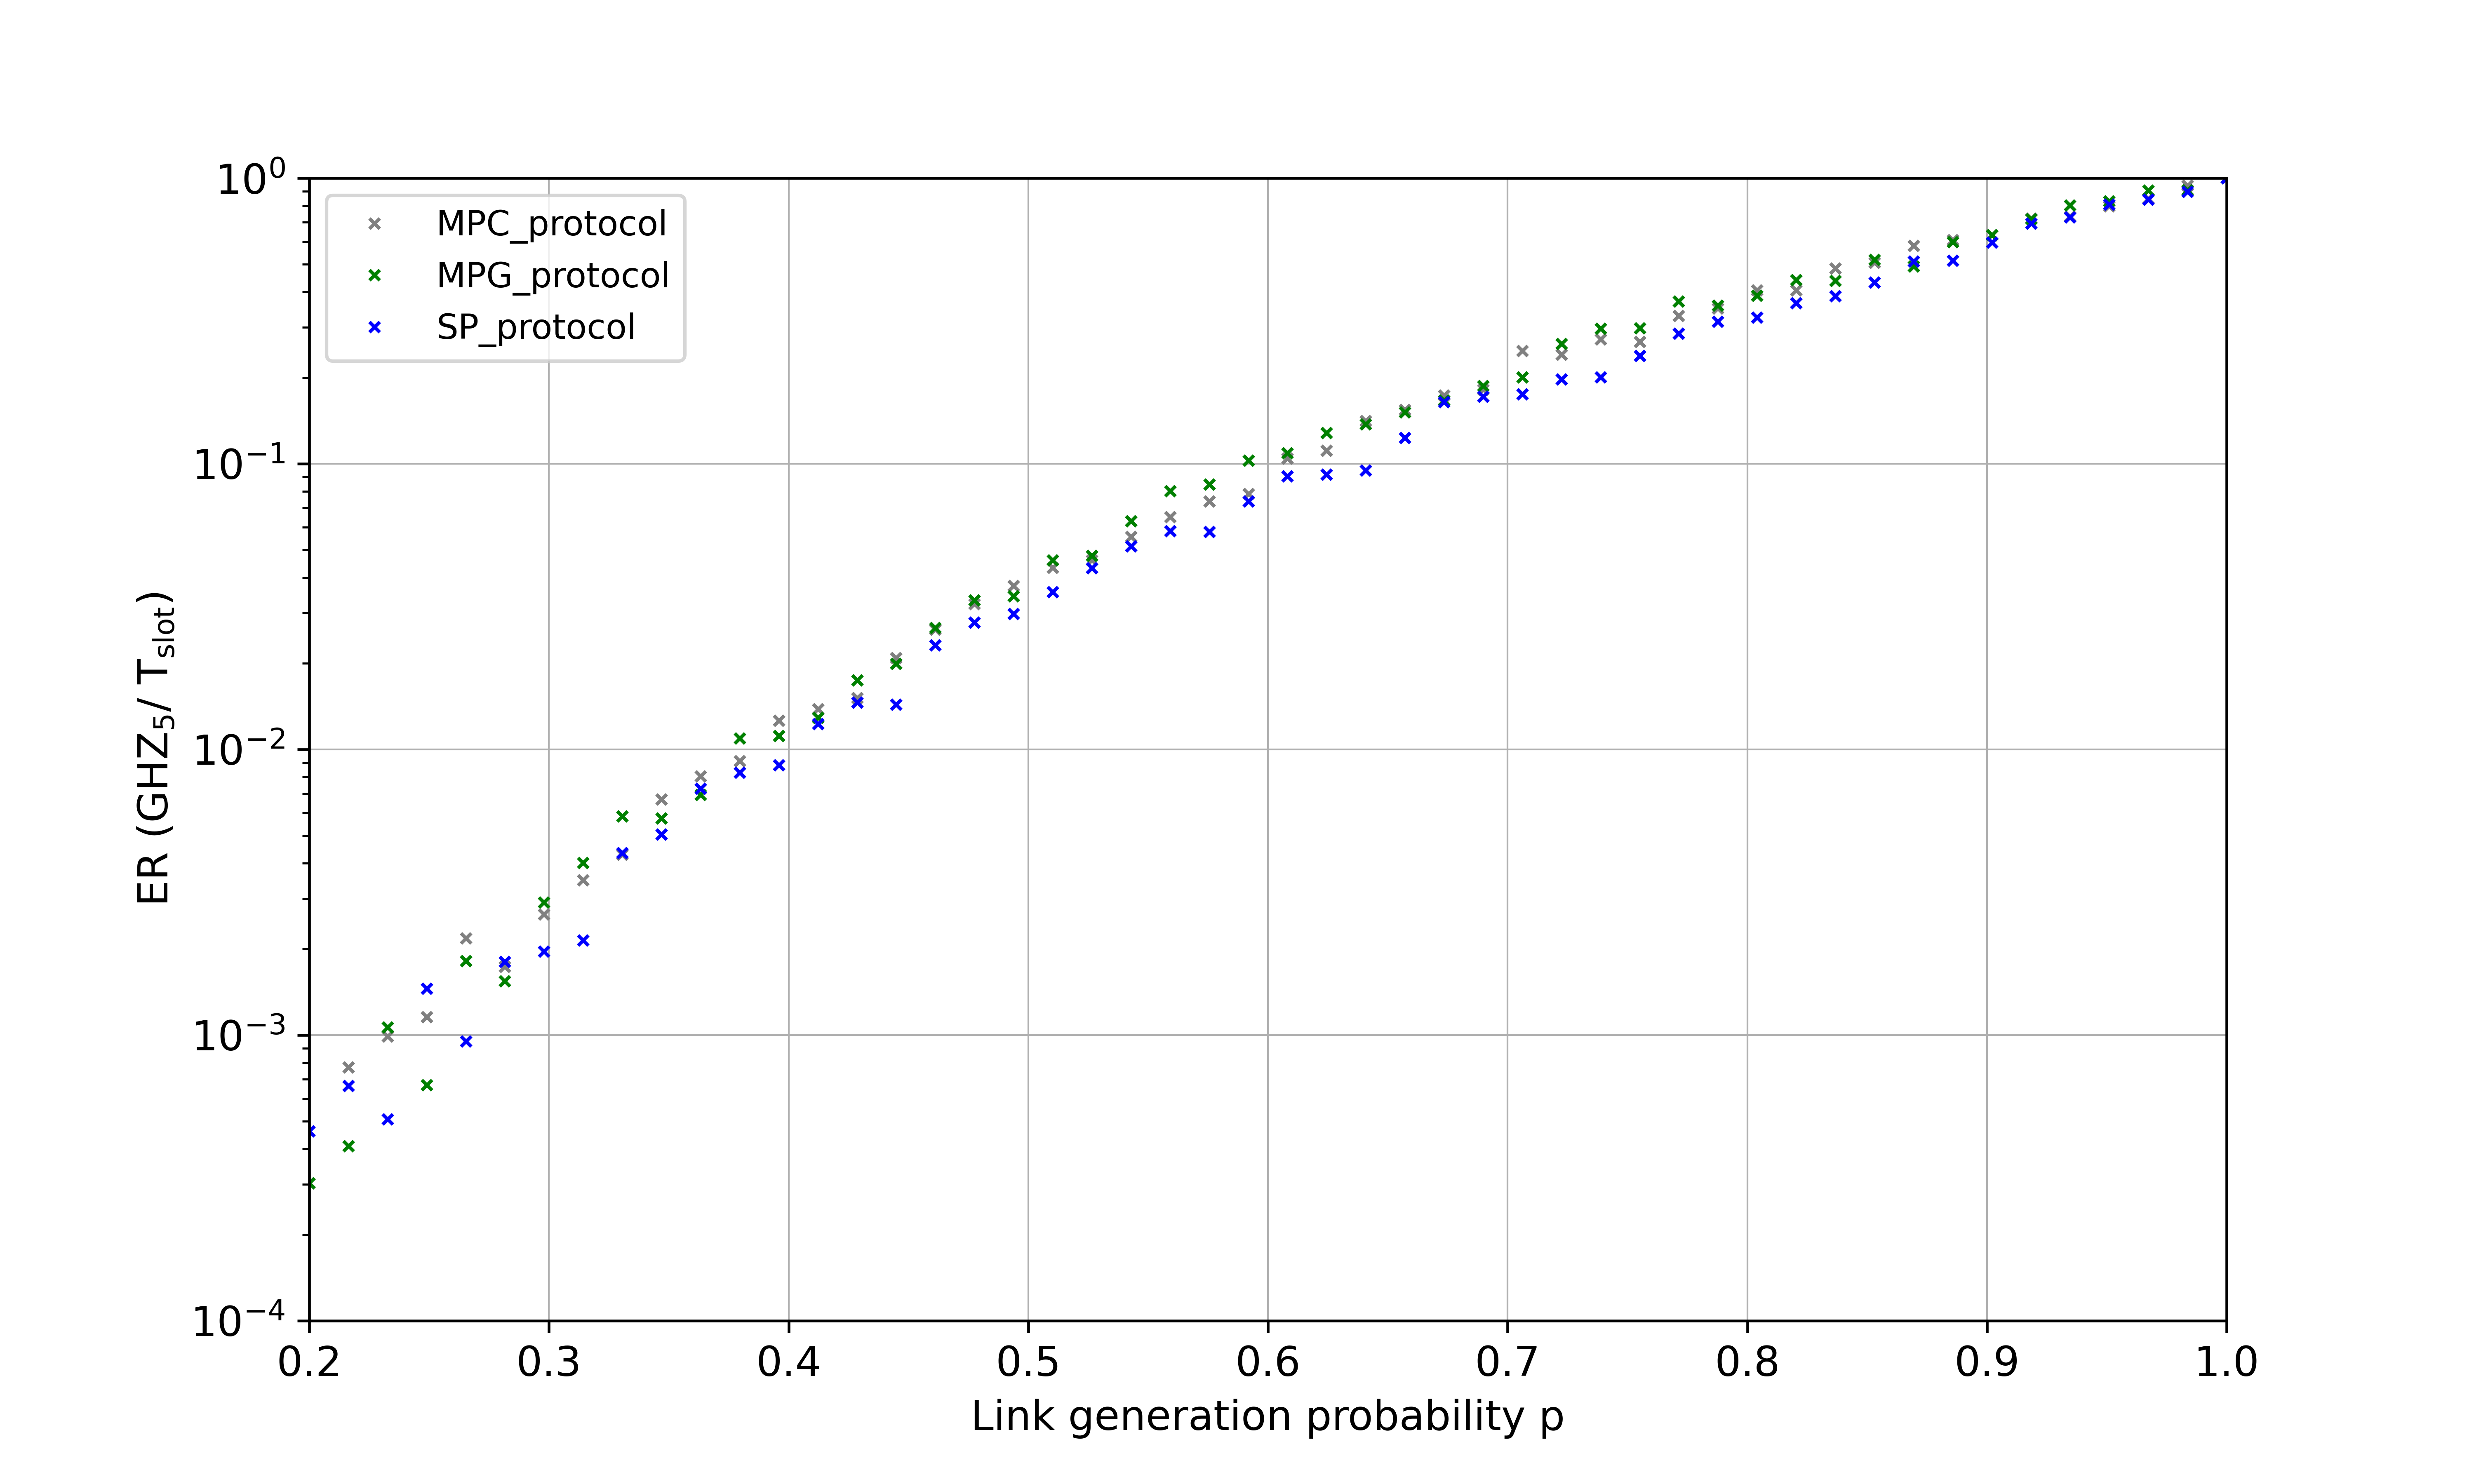 10⁰
10⁻¹
10⁻²
10⁻³
10⁻⁴
ER (GHZ₅/ Tₛₗₒₜ)
MPC_protocol
MPG_protocol
SP_protocol
0.2 0.3 0.4 0.5 0.6 0.7 0.8 0.9 1.0
Link generation probability p